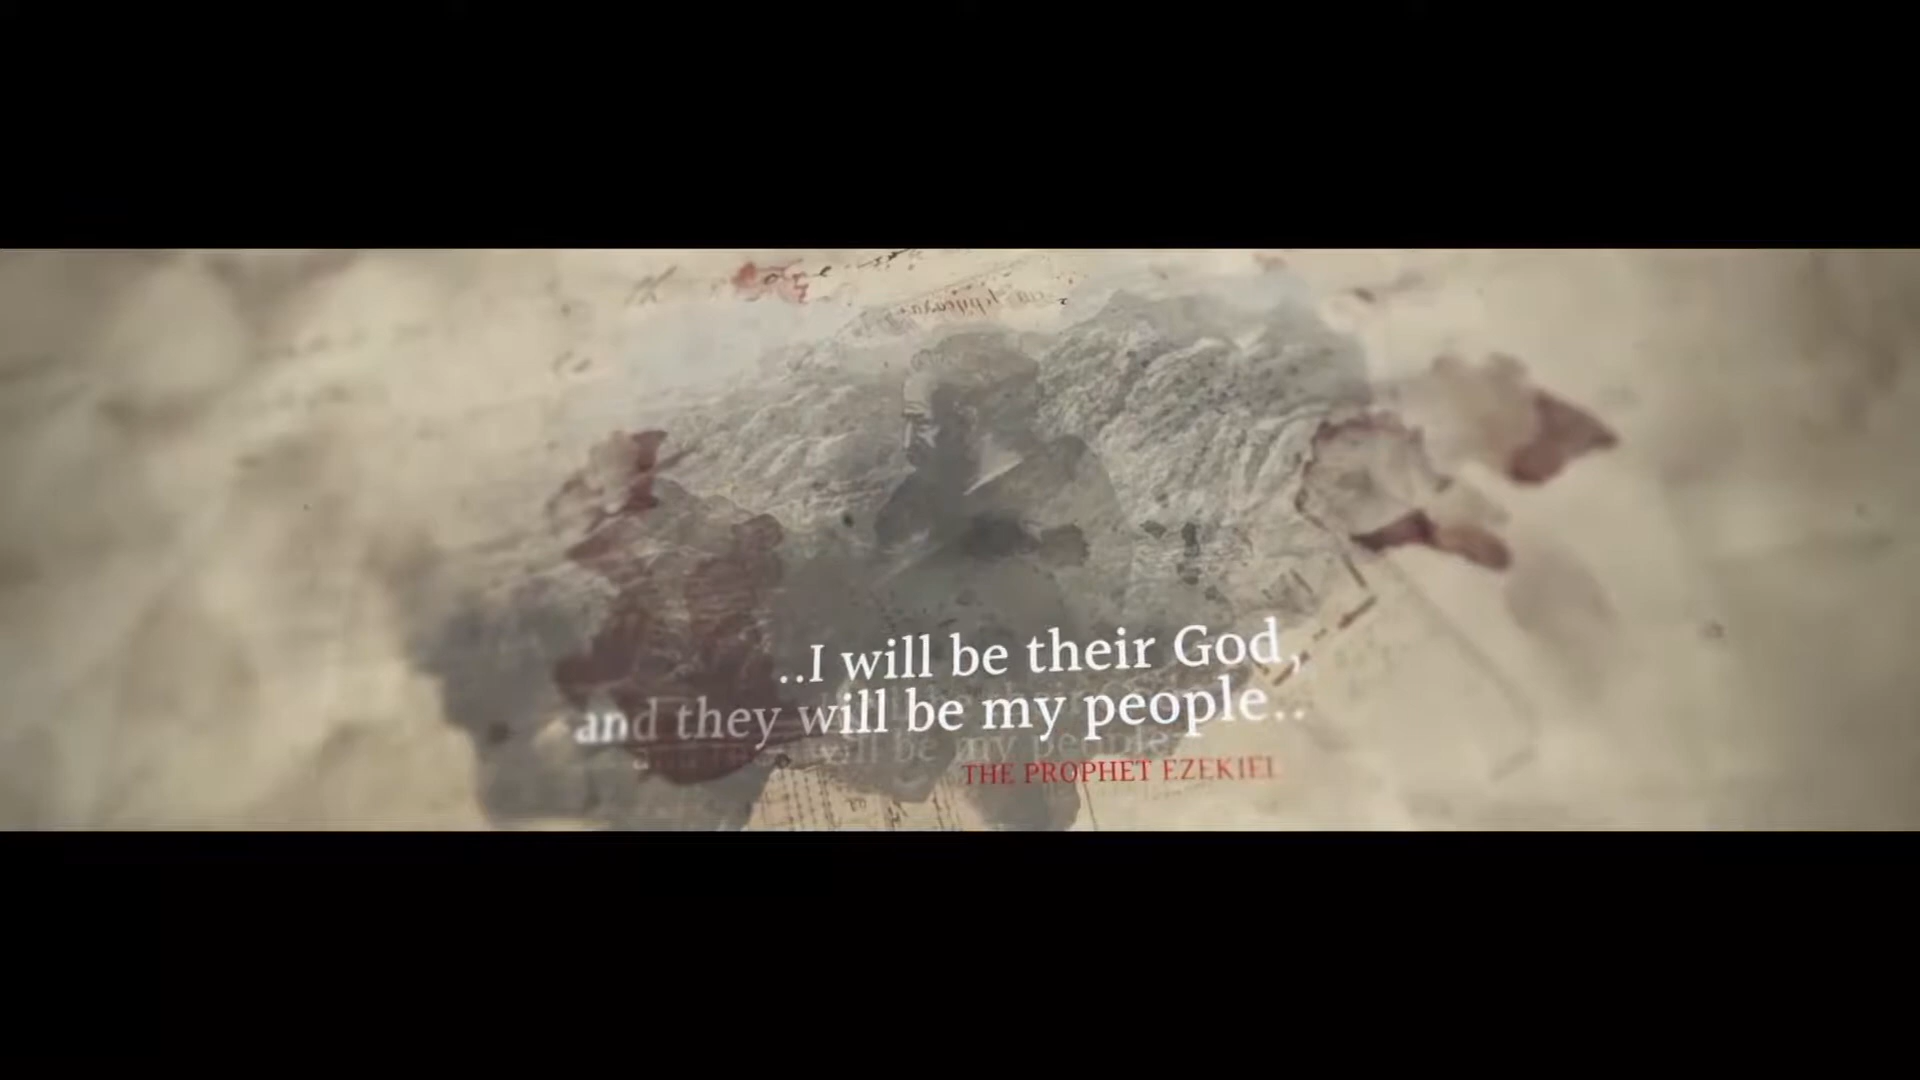 ..I will be their God,
and they will be my people..
THE PROPHET EZEKIEL